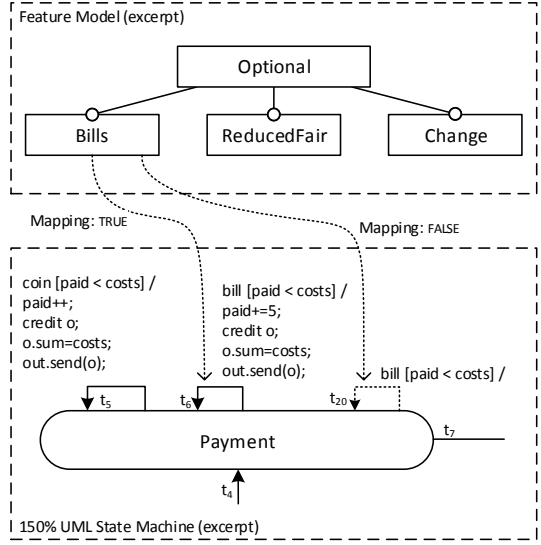 Feature Model (excerpt)
Optional
Bills
ReducedFair
Change
Mapping: TRUE
Mapping: FALSE
coin [paid < costs] /
paid++;
credit o;
o.sum=costs;
out.send(o);
bill [paid < costs] /
paid+=5;
credit o;
o.sum=costs;
out.send(o);
bill [paid < costs] /
t5
t6
t20
t7
Payment
t4
150% UML State Machine (excerpt)